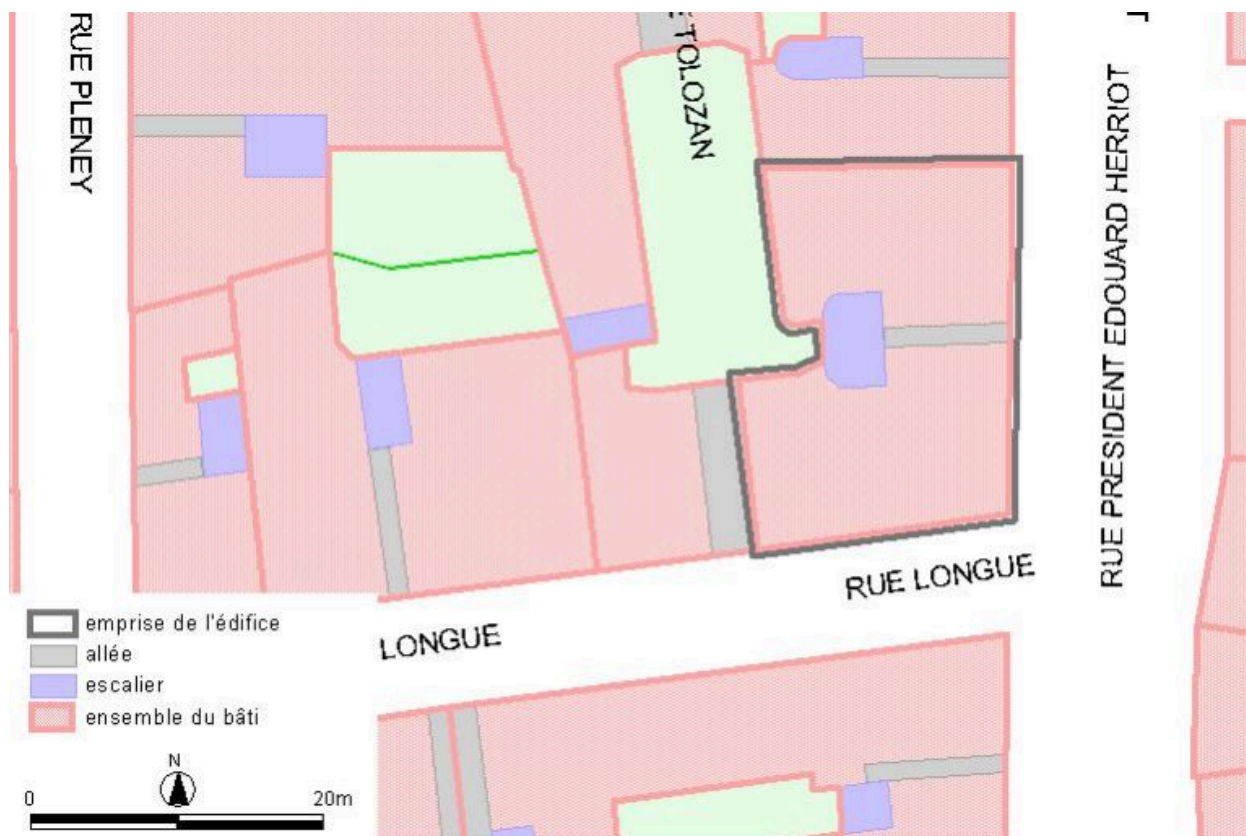 RUE PLENEY
E TOLOZAN
RUE PRESIDENT EDOUARD HERRIOT
RUE LONGUE
LONGUE
emprise de l'édifice
allée
escalier
ensemble du bâti
N
0 20m